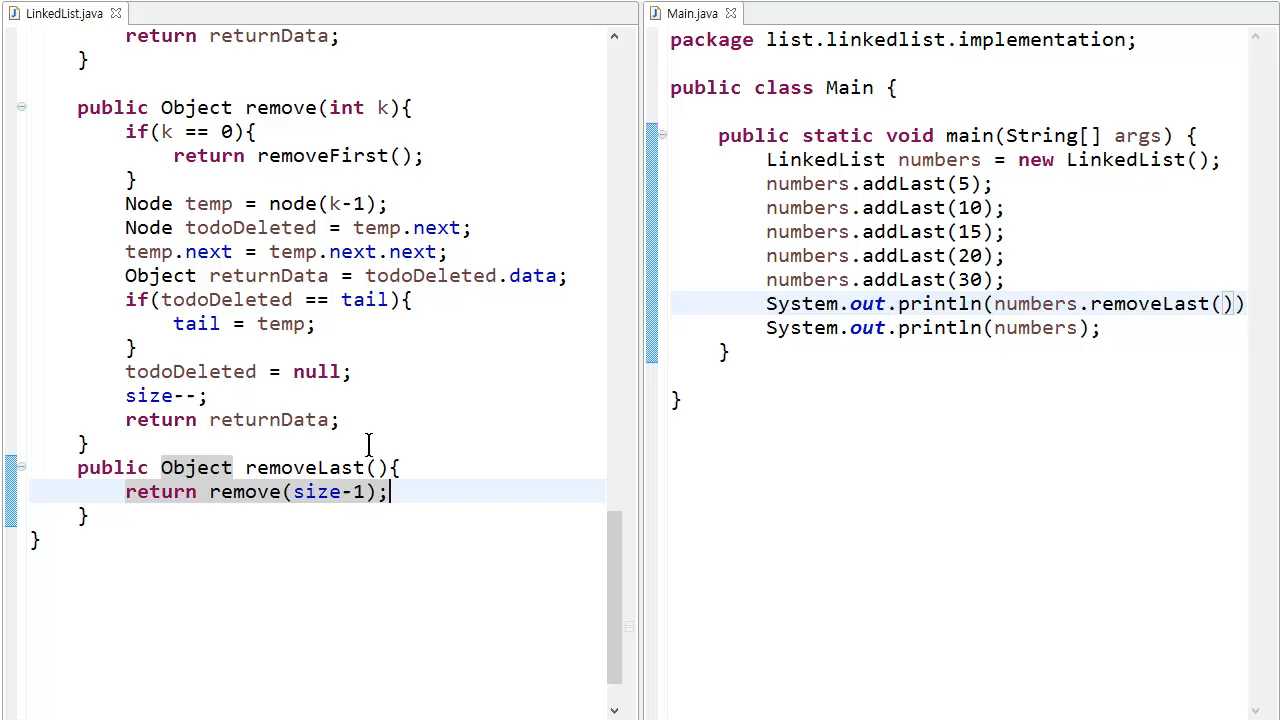 LinkedList.java
return returnData;
}
public Object remove(int k){
if(k == 0){
return removeFirst();
}
Node temp = node(k-1);
Node todoDeleted = temp.next;
temp.next = temp.next.next;
Object returnData = todoDeleted.data;
if(todoDeleted == tail){
tail = temp;
}
todoDeleted = null;
size--;
return returnData;
}
public Object removeLast(){
return remove(size-1);
}
}
Main.java
package list.linkedlist.implementation;
public class Main {
public static void main(String[] args) {
LinkedList numbers = new LinkedList();
numbers.addLast(5);
numbers.addLast(10);
numbers.addLast(15);
numbers.addLast(20);
numbers.addLast(30);
System.out.println(numbers.removeLast())
System.out.println(numbers);
}
}